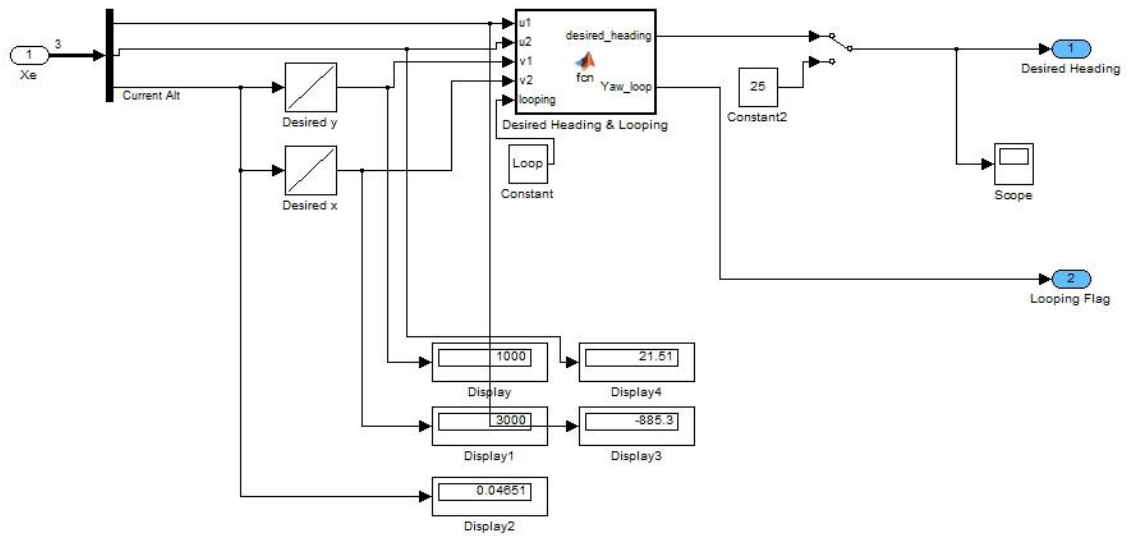 1
Xe
3
Current Alt
Desired y
Desired x
u1
u2
v1
v2
looping
fcn
desired_heading
Yaw_loop
Desired Heading & Looping
Loop
Constant
25
Constant2
1
Desired Heading
Scope
2
Looping Flag
1000
Display
21.51
Display4
3000
Display1
-885.3
Display3
0.04651
Display2